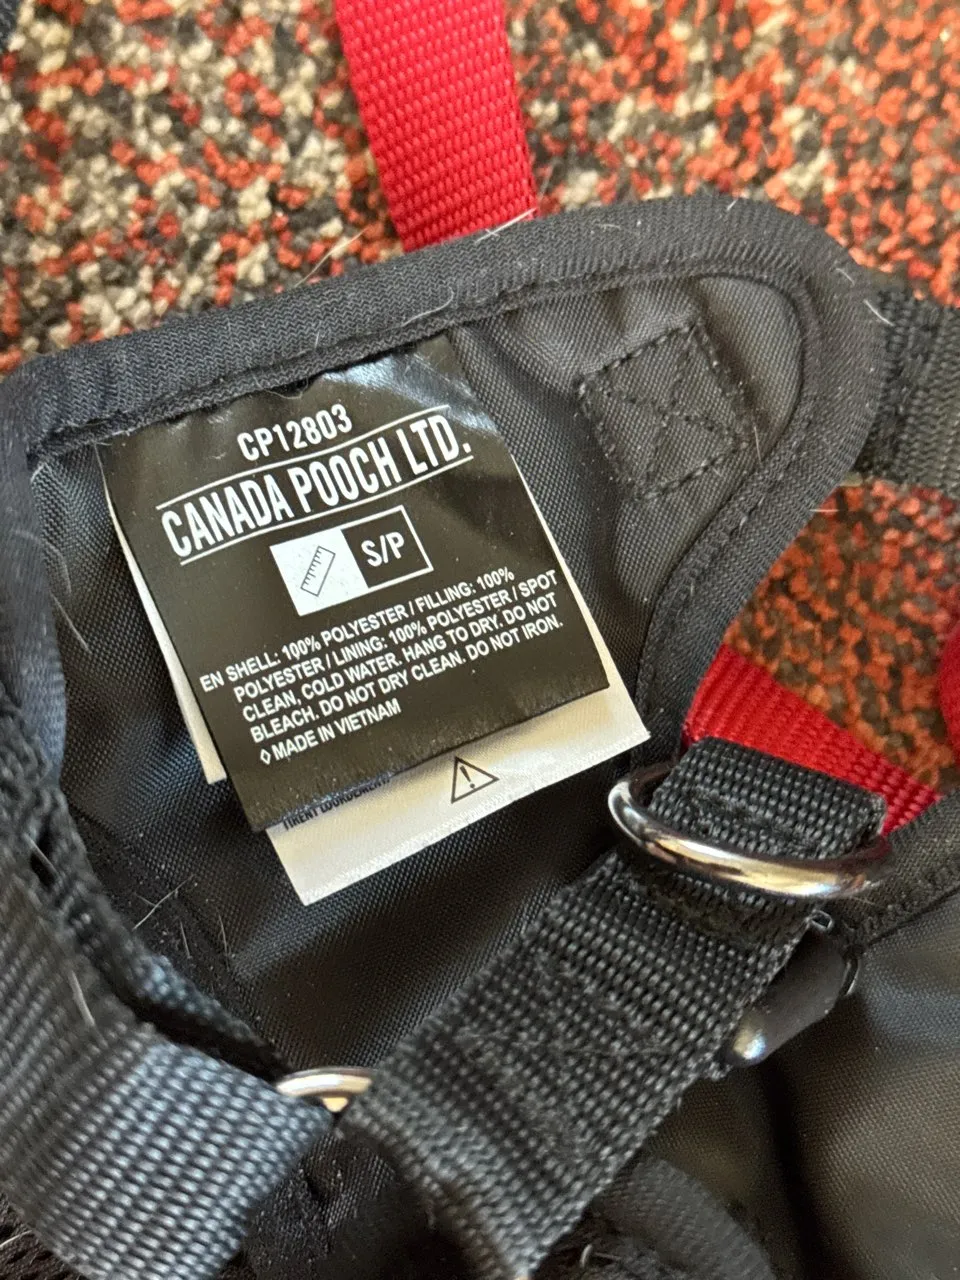 CP12803
CANADA POOCH LTD.
S/P
EN SHELL: 100% POLYESTER / FILLING: 100%
POLYESTER / LINING: 100% POLYESTER / SPOT
CLEAN, COLD WATER. HANG TO DRY. DO NOT
BLEACH. DO NOT DRY CLEAN. DO NOT IRON.
◊ MADE IN VIETNAM